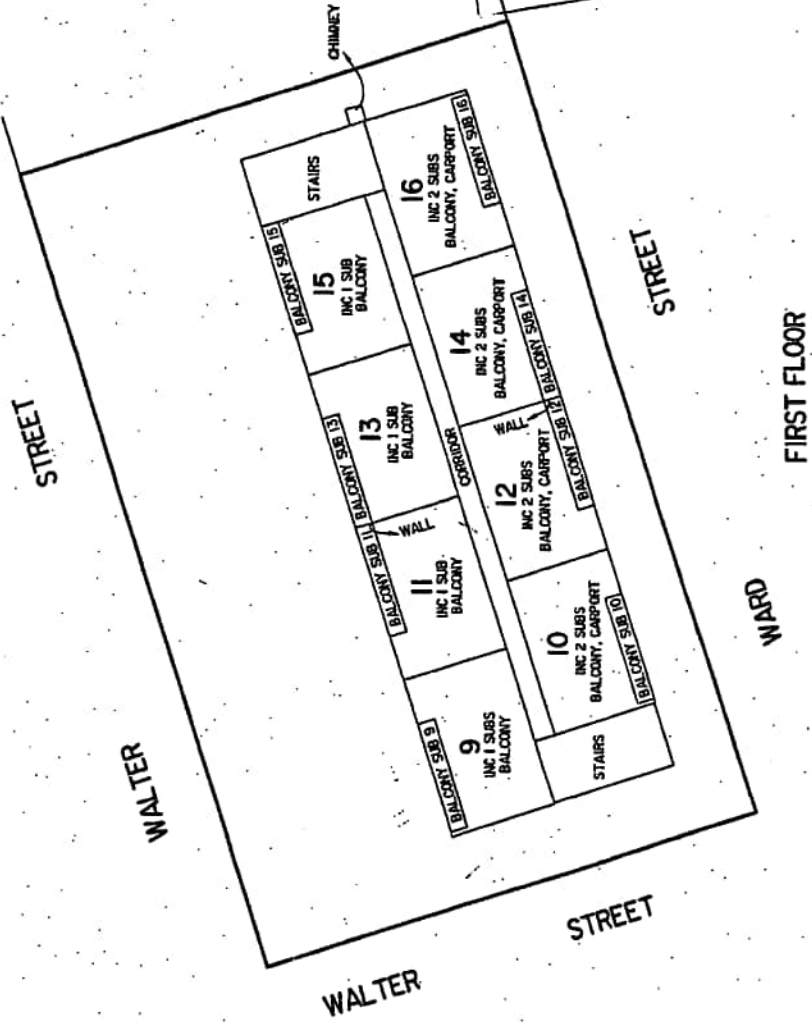 CHIMNEY
STAIRS
BALCONY SUB 15
15
INC 1 SUB
BALCONY
16
INC 2 SUBS
BALCONY, CARPORT
BALCONY SUB 16
STREET
BALCONY SUB 13
13
INC 1 SUB
BALCONY
14
INC 2 SUBS
BALCONY, CARPORT
BALCONY SUB 14
STREET
CORRIDOR
BALCONY SUB 11
WALL
11
INC 1 SUB
BALCONY
WALL
12
INC 2 SUBS
BALCONY, CARPORT
BALCONY SUB 12
FIRST FLOOR
BALCONY SUB 9
9
INC 1 SUBS
BALCONY
10
INC 2 SUBS
BALCONY, CARPORT
BALCONY SUB 10
STAIRS
WALTER
WARD
WALTER
STREET